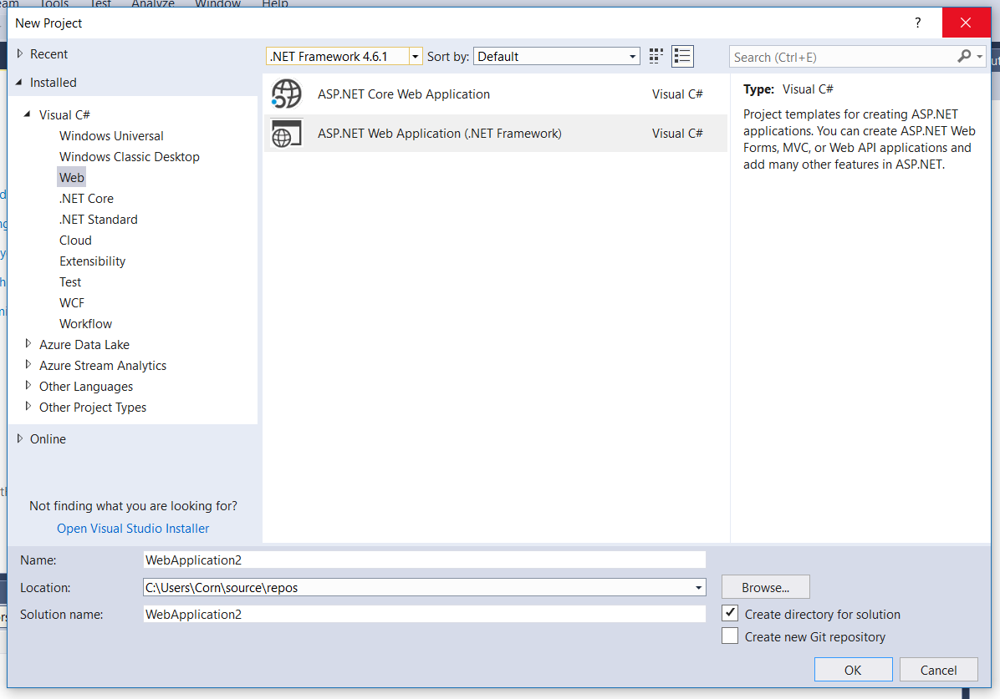 Team Tools Test Analyze Window Help
New Project
?
Recent
Installed
Visual C#
Windows Universal
Windows Classic Desktop
Web
.NET Core
.NET Standard
Cloud
Extensibility
Test
WCF
Workflow
Azure Data Lake
Azure Stream Analytics
Other Languages
Other Project Types
Online
Not finding what you are looking for?
Open Visual Studio Installer
.NET Framework 4.6.1 Sort by: Default
Search (Ctrl+E)
ASP.NET Core Web Application Visual C#
ASP.NET Web Application (.NET Framework) Visual C#
Type: Visual C#
Project templates for creating ASP.NET
applications. You can create ASP.NET Web
Forms, MVC, or Web API applications and
add many other features in ASP.NET.
Name: WebApplication2
Location: C:\Users\Corn\source\repos Browse...
Solution name: WebApplication2
Create directory for solution
Create new Git repository
OK Cancel